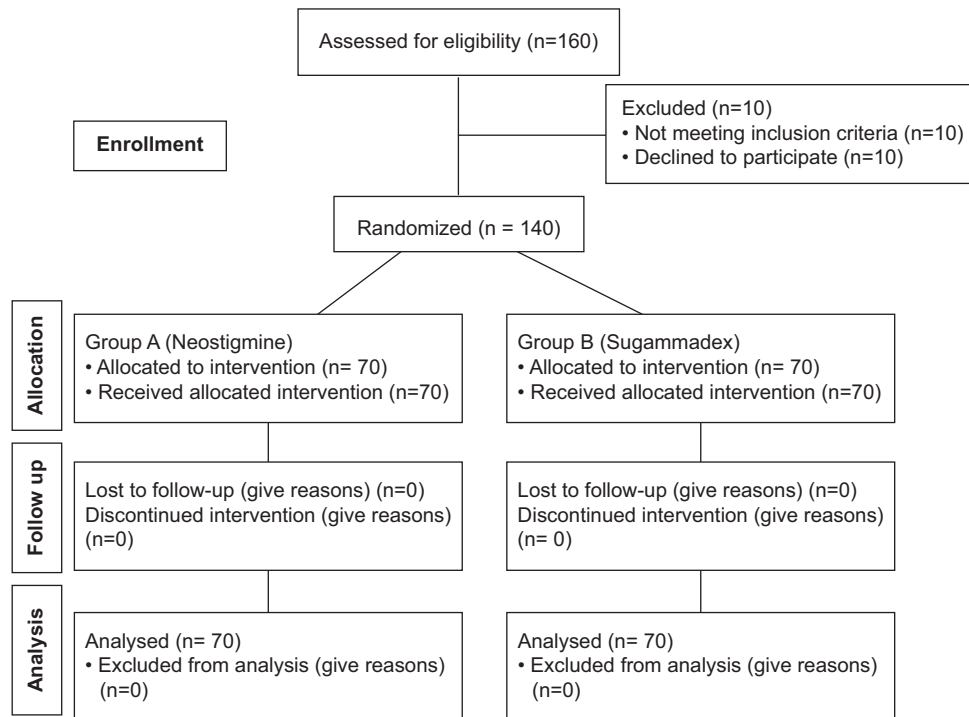 Assessed for eligibility (n=160)
Excluded (n=10)
• Not meeting inclusion criteria (n=10)
• Declined to participate (n=10)
Enrollment
Randomized (n = 140)
Allocation
Group A (Neostigmine)
• Allocated to intervention (n= 70)
• Received allocated intervention (n=70)
Group B (Sugammadex)
• Allocated to intervention (n= 70)
• Received allocated intervention (n=70)
Follow up
Lost to follow-up (give reasons) (n=0)
Discontinued intervention (give reasons)
(n=0)
Lost to follow-up (give reasons) (n=0)
Discontinued intervention (give reasons)
(n= 0)
Analysis
Analysed (n= 70)
• Excluded from analysis (give reasons)
(n=0)
Analysed (n= 70)
• Excluded from analysis (give reasons)
(n=0)